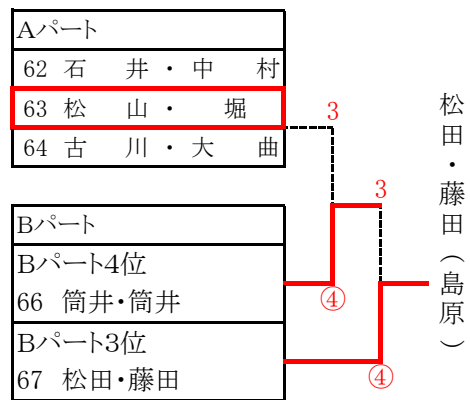 Aパート
62 石 井・中 村
63 松 山・ 堀
64 古 川・大 曲
3
Bパート
Bパート4位
66 筒井・筒井
Bパート3位
67 松田・藤田
3
④
④
松田・藤田(島原)